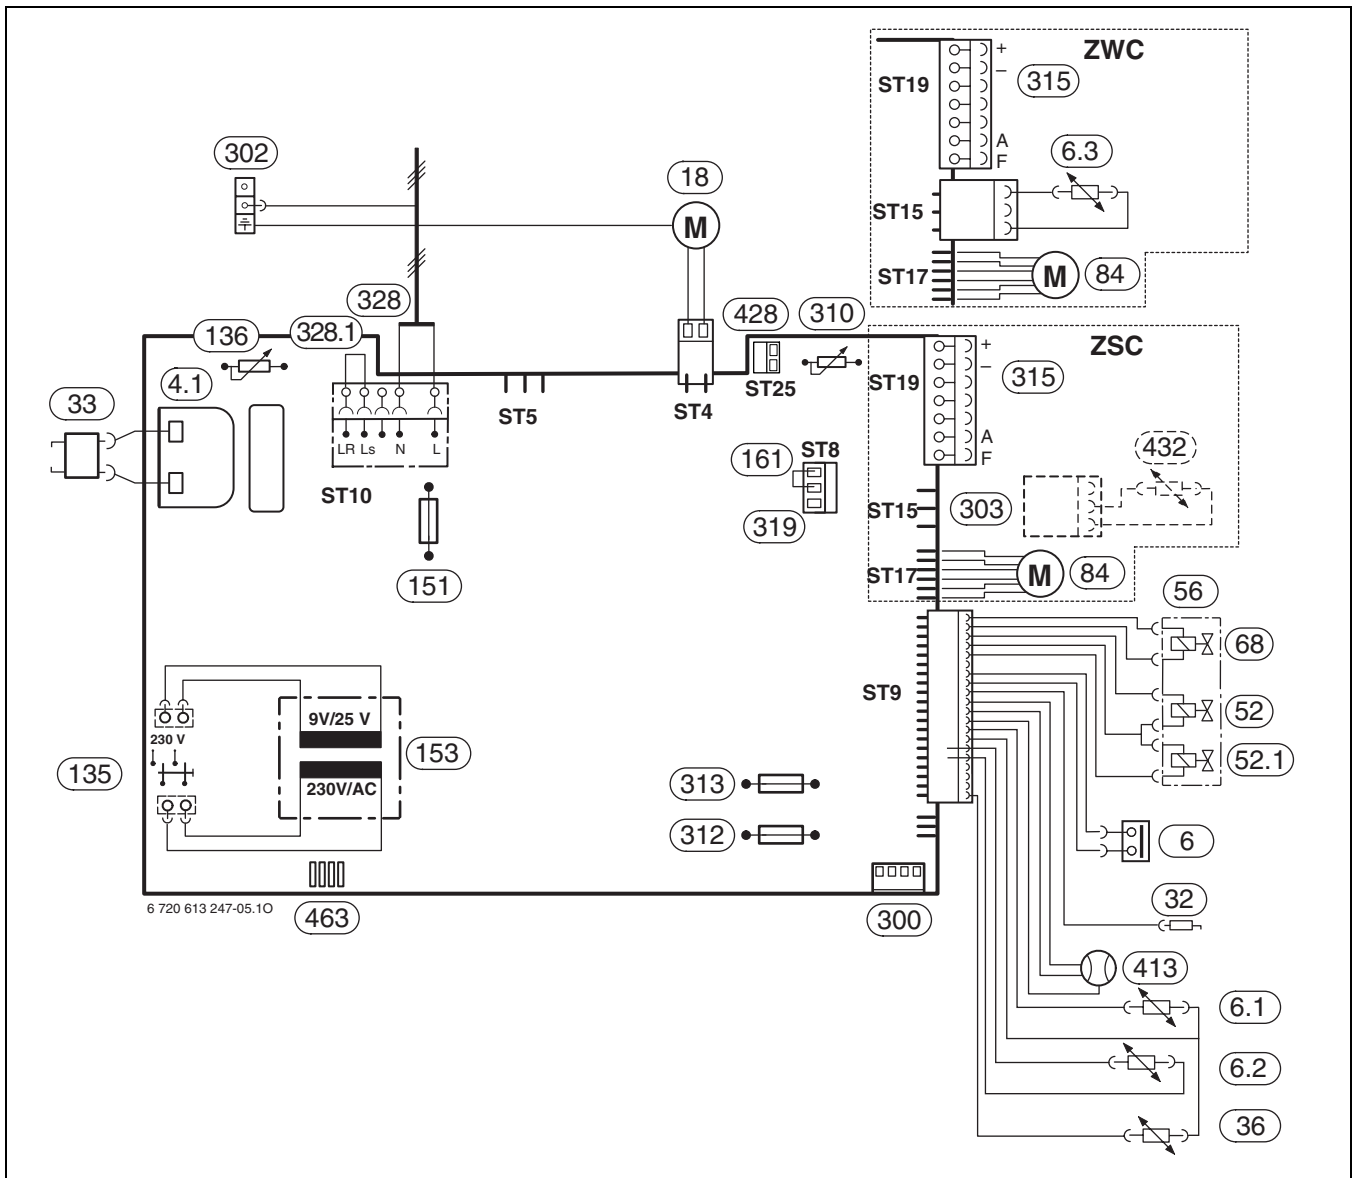 ZWC
ST19
+
–
315
A
F
6.3
ST15
ST17
M
84
302
18
M
328
428
310
136
328.1
4.1
33
ST25
ST5
ST4
LR Ls N L
ST10
151
161
ST8
319
ZSC
ST19
+
–
315
A
F
432
ST15
303
ST17
M
84
56
68
52
52.1
ST9
9V/25 V
230 V
153
135
230V/AC
313
312
6
32
463
300
413
6.1
6.2
36
6 720 613 247-05.1O